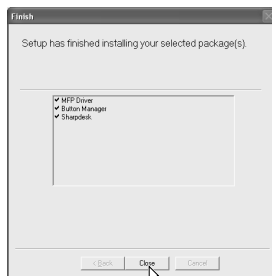 Finish
Setup has finished installing your selected package(s).
✔ MFP Driver
✔ Button Manager
✔ Sharpdesk
< Back
Close
Cancel